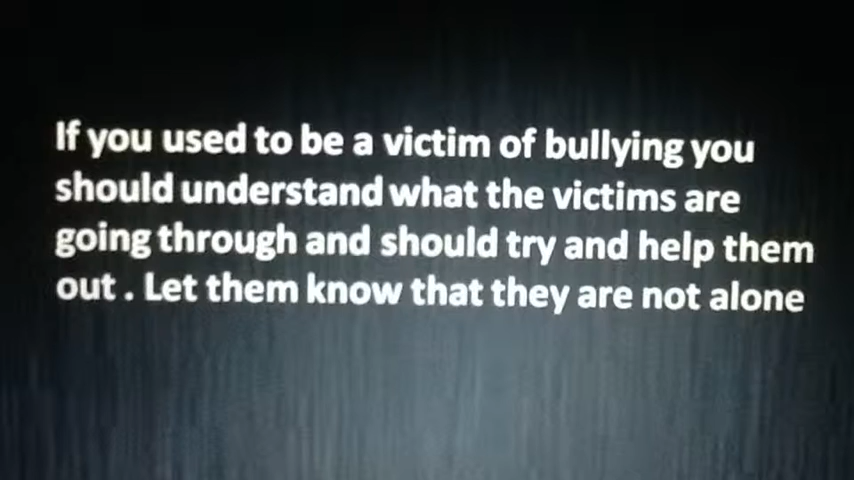 If you used to be a victim of bullying you
should understand what the victims are
going through and should try and help them
out . Let them know that they are not alone